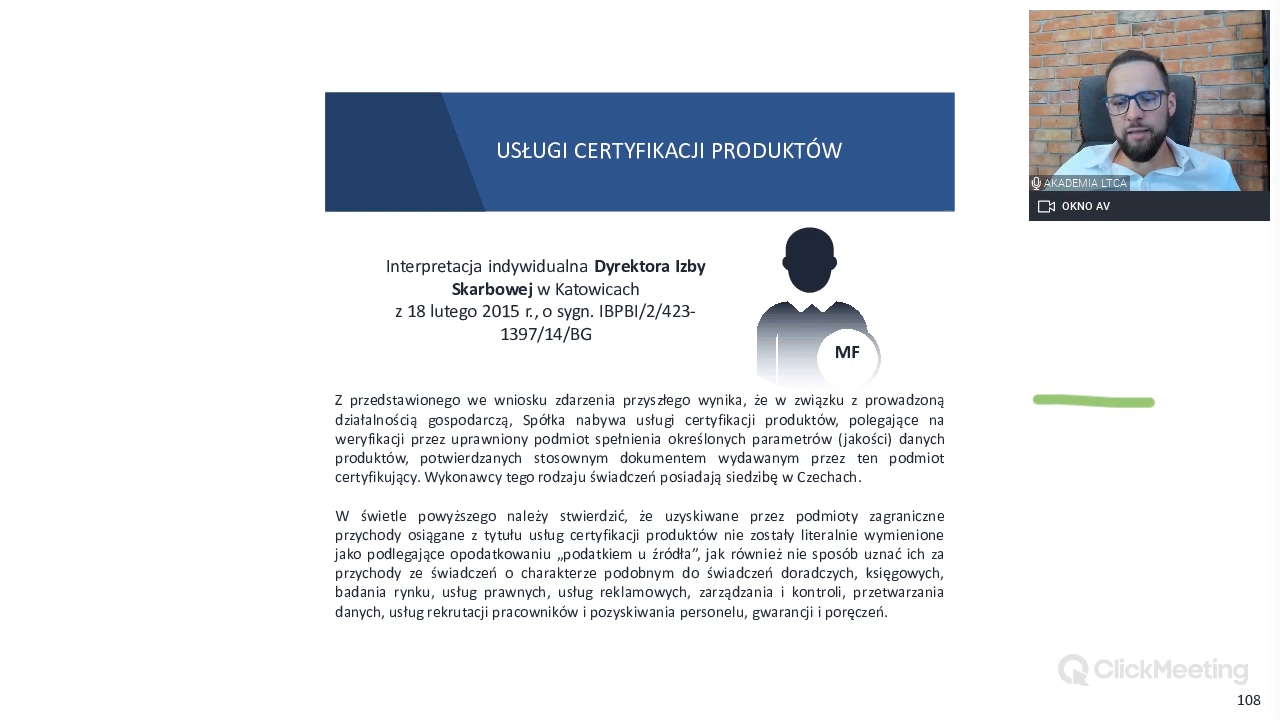 USŁUGI CERTYFIKACJI PRODUKTÓW
AKADEMIA LTCA
OKNO AV
Interpretacja indywidualna Dyrektora Izby
Skarbowej w Katowicach
z 18 lutego 2015 r., o sygn. IBPBI/2/423-
1397/14/BG
MF
Z przedstawionego we wniosku zdarzenia przyszłego wynika, że w związku z prowadzoną
działalnością gospodarczą, Spółka nabywa usługi certyfikacji produktów, polegające na
weryfikacji przez uprawniony podmiot spełnienia określonych parametrów (jakości) danych
produktów, potwierdzanych stosownym dokumentem wydawanym przez ten podmiot
certyfikujący. Wykonawcy tego rodzaju świadczeń posiadają siedzibę w Czechach.
W świetle powyższego należy stwierdzić, że uzyskiwane przez podmioty zagraniczne
przychody osiągane z tytułu usług certyfikacji produktów nie zostały literalnie wymienione
jako podlegające opodatkowaniu „podatkiem u źródła”, jak również nie sposób uznać ich za
przychody ze świadczeń o charakterze podobnym do świadczeń doradczych, księgowych,
badania rynku, usług prawnych, usług reklamowych, zarządzania i kontroli, przetwarzania
danych, usług rekrutacji pracowników i pozyskiwania personelu, gwarancji i poręczeń.
ClickMeeting
108